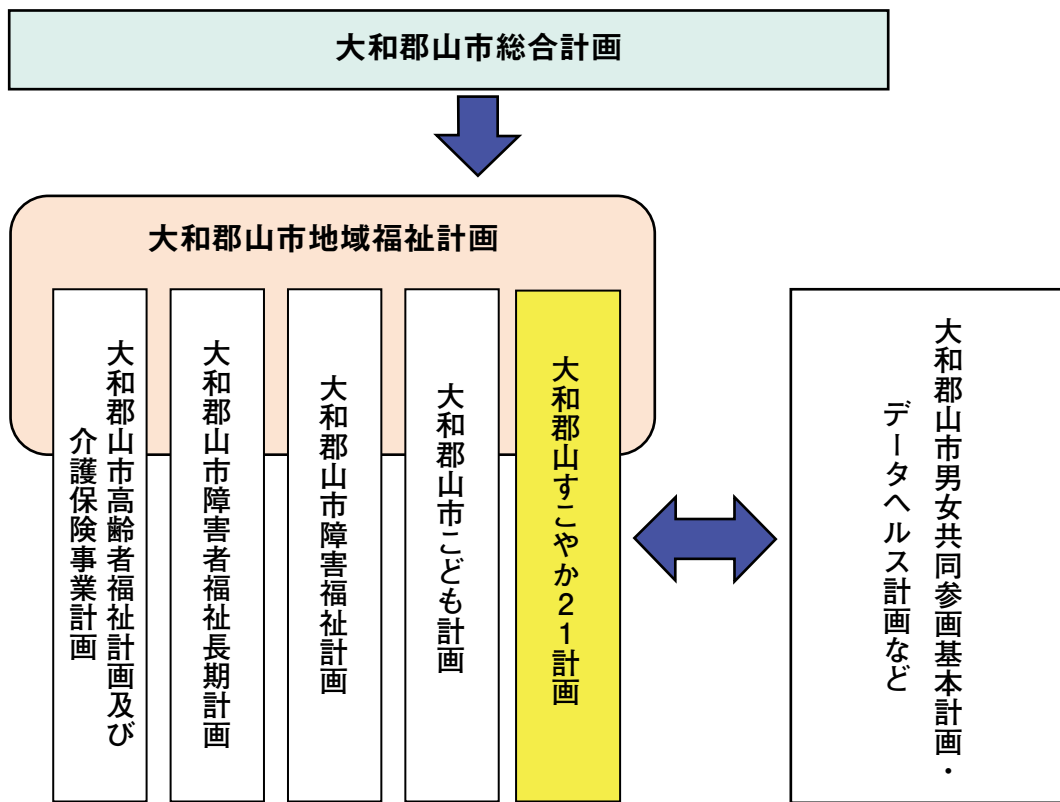 大和郡山市総合計画
大和郡山市地域福祉計画
大和郡山市高齢者福祉計画及び
介護保険事業計画
大和郡山市障害者福祉長期計画
大和郡山市障害福祉計画
大和郡山市こども計画
大和郡山すこやか21計画
大和郡山市男女共同参画基本計画・
データヘルス計画など